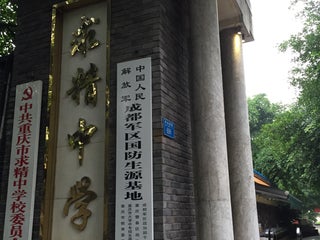 求精中学
中共重庆市求精中学校委员会
中国人民
解放军
成都军区国防生源基地